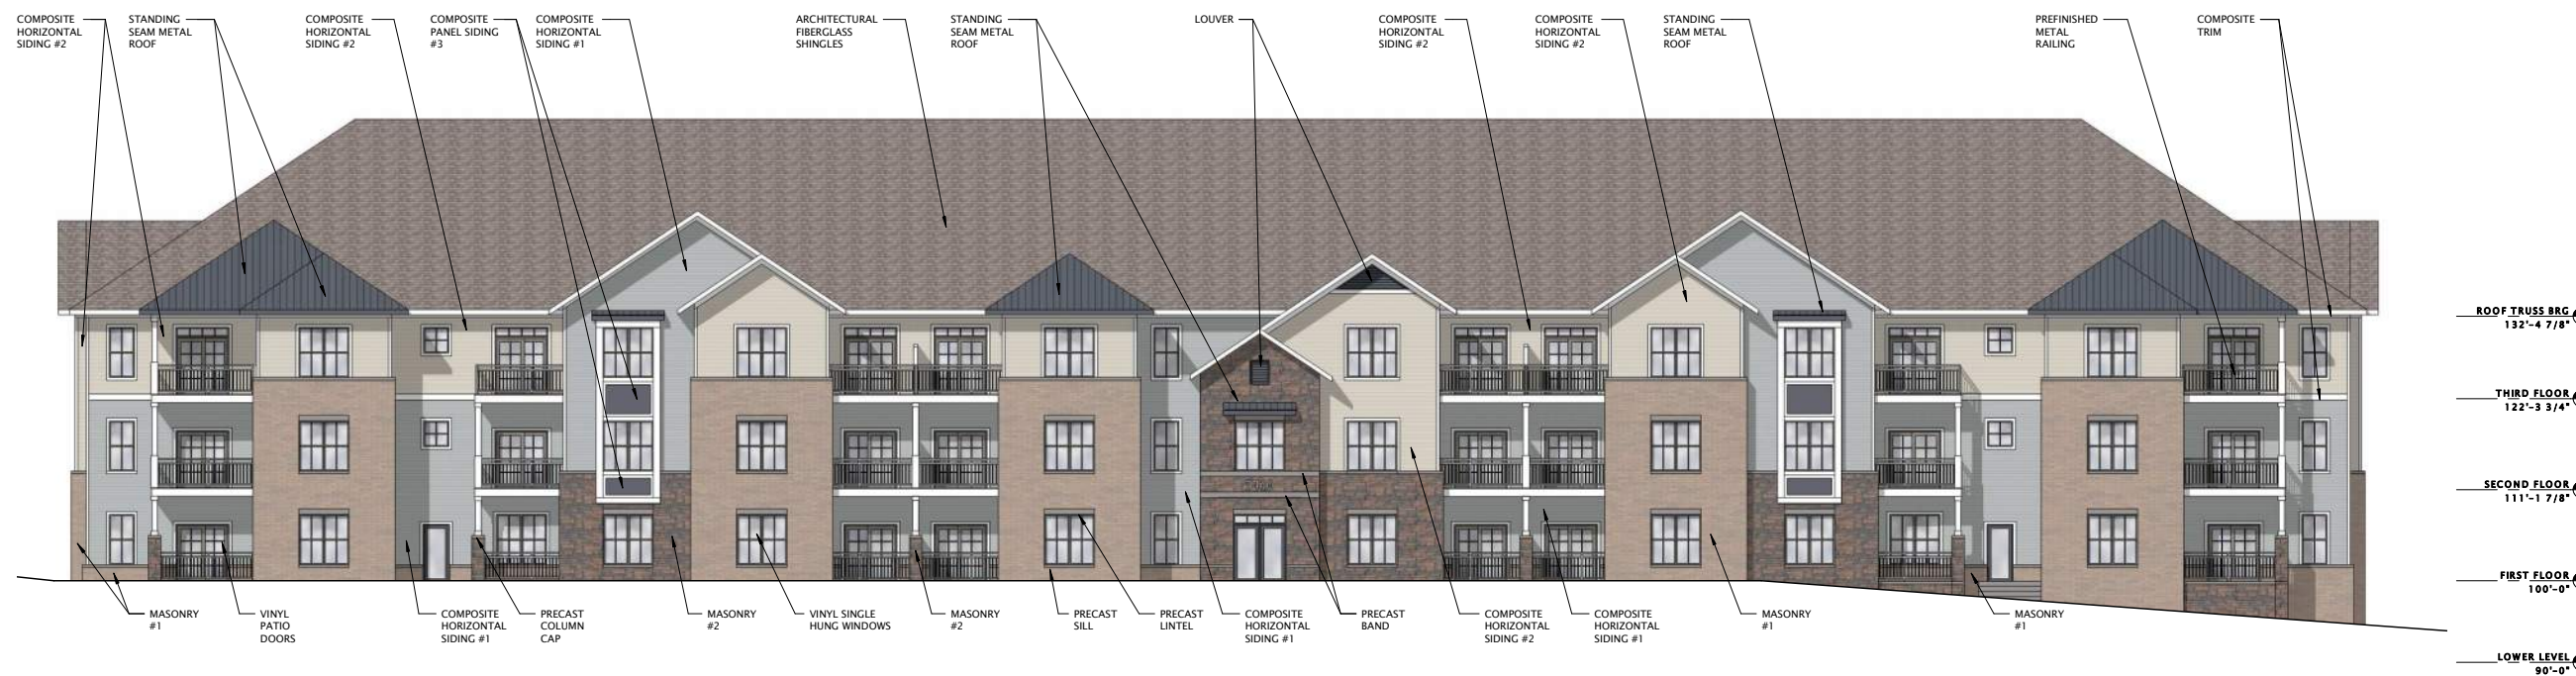 COMPOSITE
HORIZONTAL
SIDING #2
STANDING
SEAM METAL
ROOF
COMPOSITE
HORIZONTAL
SIDING #2
COMPOSITE
PANEL SIDING
#3
COMPOSITE
HORIZONTAL
SIDING #1
ARCHITECTURAL
FIBERGLASS
SHINGLES
STANDING
SEAM METAL
ROOF
LOUVER
COMPOSITE
HORIZONTAL
SIDING #2
COMPOSITE
HORIZONTAL
SIDING #2
STANDING
SEAM METAL
ROOF
PREFINISHED
METAL
RAILING
COMPOSITE
TRIM
ROOF TRUSS BRG
132'-4 7/8"
THIRD FLOOR
122'-3 3/4"
SECOND FLOOR
111'-1 7/8"
FIRST FLOOR
100'-0"
LOWER LEVEL
90'-0"
MASONRY
#1
VINYL
PATIO
DOORS
COMPOSITE
HORIZONTAL
SIDING #1
PRECAST
COLUMN
CAP
MASONRY
#2
VINYL SINGLE
HUNG WINDOWS
MASONRY
#2
PRECAST
SILL
PRECAST
LINTEL
COMPOSITE
HORIZONTAL
SIDING #1
PRECAST
BAND
COMPOSITE
HORIZONTAL
SIDING #2
COMPOSITE
HORIZONTAL
SIDING #1
MASONRY
#1
MASONRY
#1